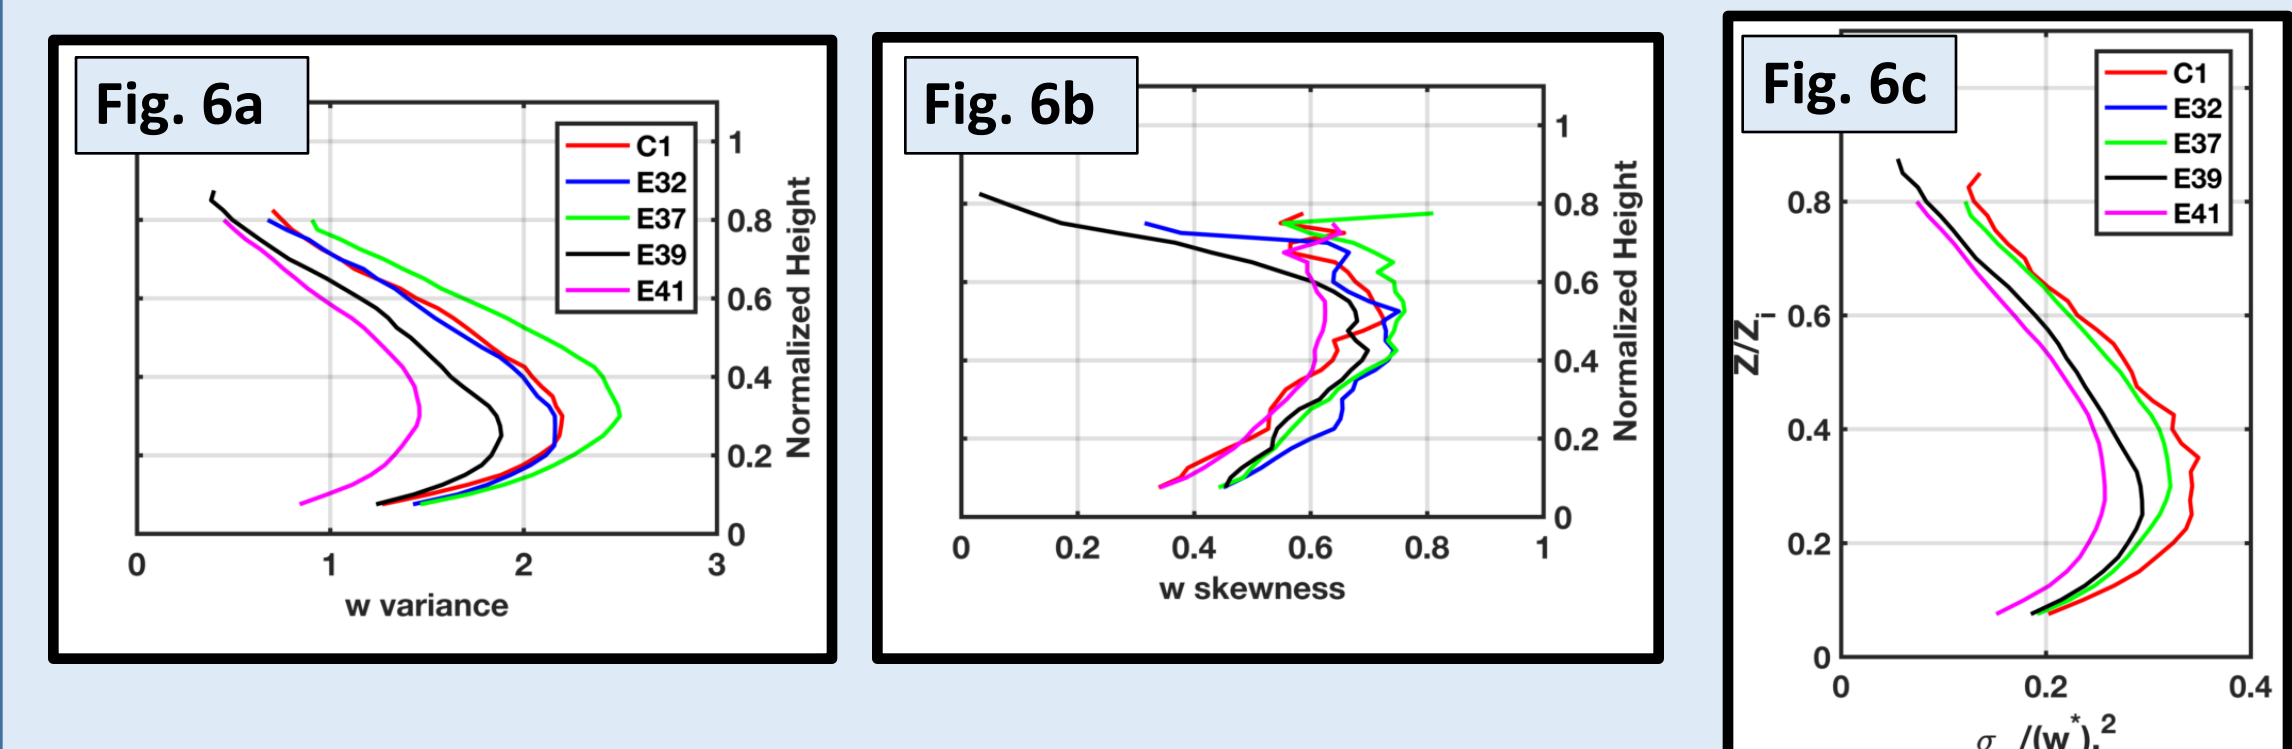 Fig. 6a
C1
E32
E37
E39
E41
1
0.8
0.6
0.4
0.2
0
Normalized Height
0 1 2 3
w variance
Fig. 6b
1
0.8
0.6
0.4
0.2
0
Normalized Height
0 0.2 0.4 0.6 0.8 1
w skewness
Fig. 6c
C1
E32
E37
E39
E41
0.8
0.6
0.4
0.2
0
Z/Z_i
0 0.2 0.4
σ /(w*).²